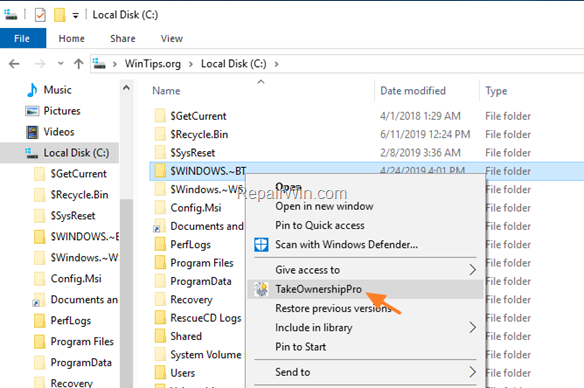 Local Disk (C:)
File
Home
Share
View
WinTips.org > Local Disk (C:) >
Name
Date modified
Type
Music
Pictures
Videos
Local Disk (C:)
$GetCurrent
$Recycle.Bin
$SysReset
$WINDOWS.~B
$Windows.~WS
Config.Msi
Documents an
PerfLogs
Program Files
ProgramData
Recovery
$GetCurrent 4/1/2018 1:29 AM File folder
$Recycle.Bin 6/11/2019 12:24 PM File folder
$SysReset 2/8/2019 3:36 AM File folder
$WINDOWS.~BT 4/24/2019 4:01 PM File folder
$Windows.~WS File folder
Config.Msi File folder
Documents and File folder
PerfLogs File folder
Program Files File folder
Program Files File folder
ProgramData File folder
Recovery File folder
RescueCD Logs File folder
Shared File folder
System Volume File folder
Users File folder
RepairWin.com
Open
Open in new window
Pin to Quick access
Scan with Windows Defender...
Give access to >
TakeOwnershipPro
Restore previous versions
Include in library >
Pin to Start
Send to >